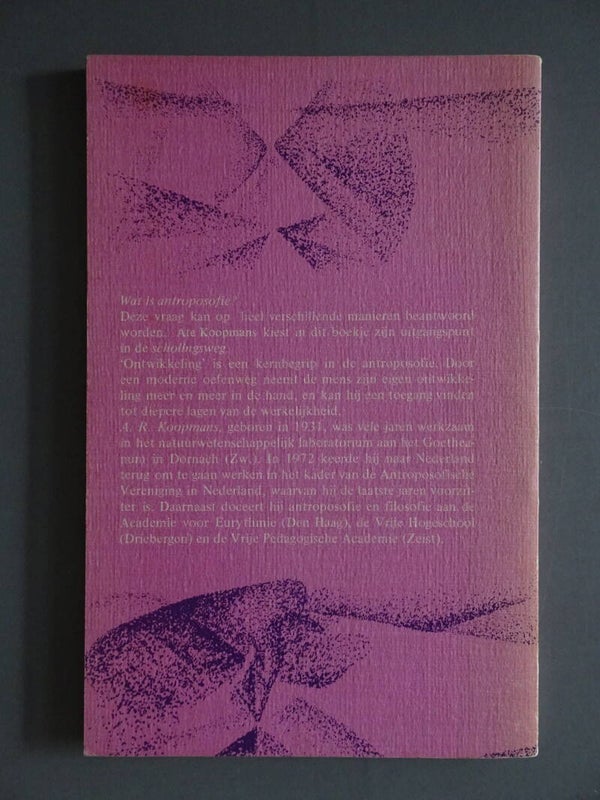 Wat is antroposofie?
Deze vraag kan op heel verschillende manieren beantwoord
worden. Ate Koopmans kiest in dit boekje zijn uitgangspunt
in de scholingsweg.
‘Ontwikkeling’ is een kernbegrip in de antroposofie. Door
een moderne oefenweg neemt de mens zijn eigen ontwikke-
ling meer en meer in de hand, en kan hij een toegang vinden
tot diepere lagen van de werkelijkheid.
A. R. Koopmans, geboren in 1931, was vele jaren werkzaam
in het natuurwetenschappelijk laboratorium aan het Goethea-
num in Dornach (Zw.). In 1972 keerde hij naar Nederland
terug om te gaan werken in het kader van de Antroposofische
Vereniging in Nederland, waarvan hij de laatste jaren voorzit-
ter is. Daarnaast doceert hij antroposofie en filosofie aan de
Academie voor Eurythmie (Den Haag), de Vrije Hogeschool
(Driebergen) en de Vrije Pedagogische Academie (Zeist).